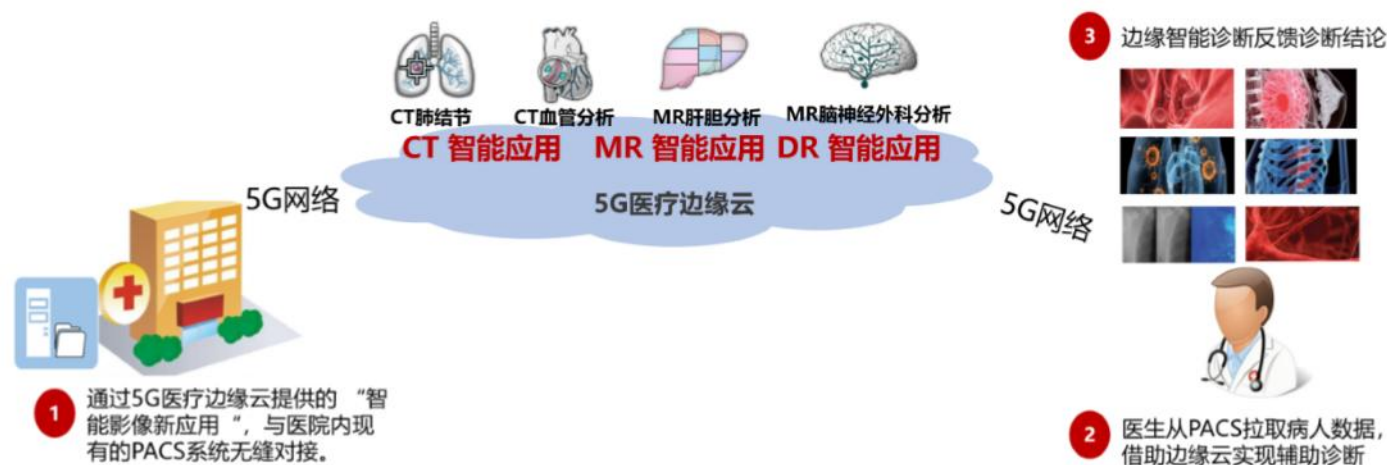 CT肺结节
CT血管分析
MR肝胆分析
MR脑神经外科分析
CT 智能应用
MR 智能应用
DR 智能应用
5G网络
5G医疗边缘云
5G网络
1
通过5G医疗边缘云提供的 “智
能影像新应用 “，与医院内现
有的PACS系统无缝对接。
3
边缘智能诊断反馈诊断结论
2
医生从PACS拉取病人数据，
借助边缘云实现辅助诊断